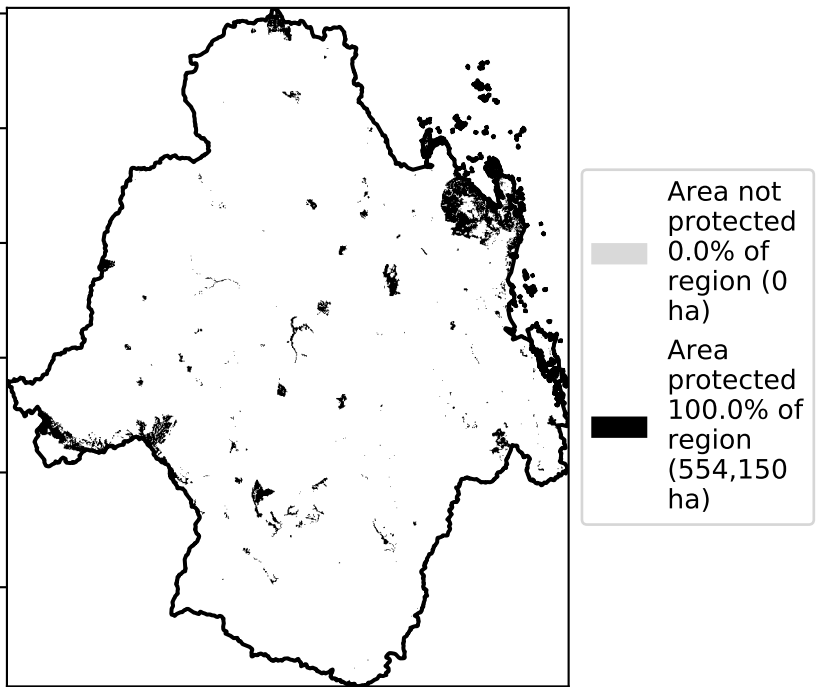 Area not
protected
0.0% of
region (0
ha)
Area
protected
100.0% of
region
(554,150
ha)